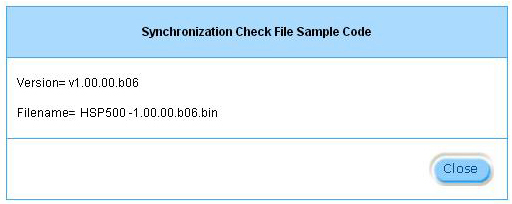 Synchronization Check File Sample Code
Version= v1.00.00.b06
Filename= HSP500 -1.00.00.b06.bin
Close